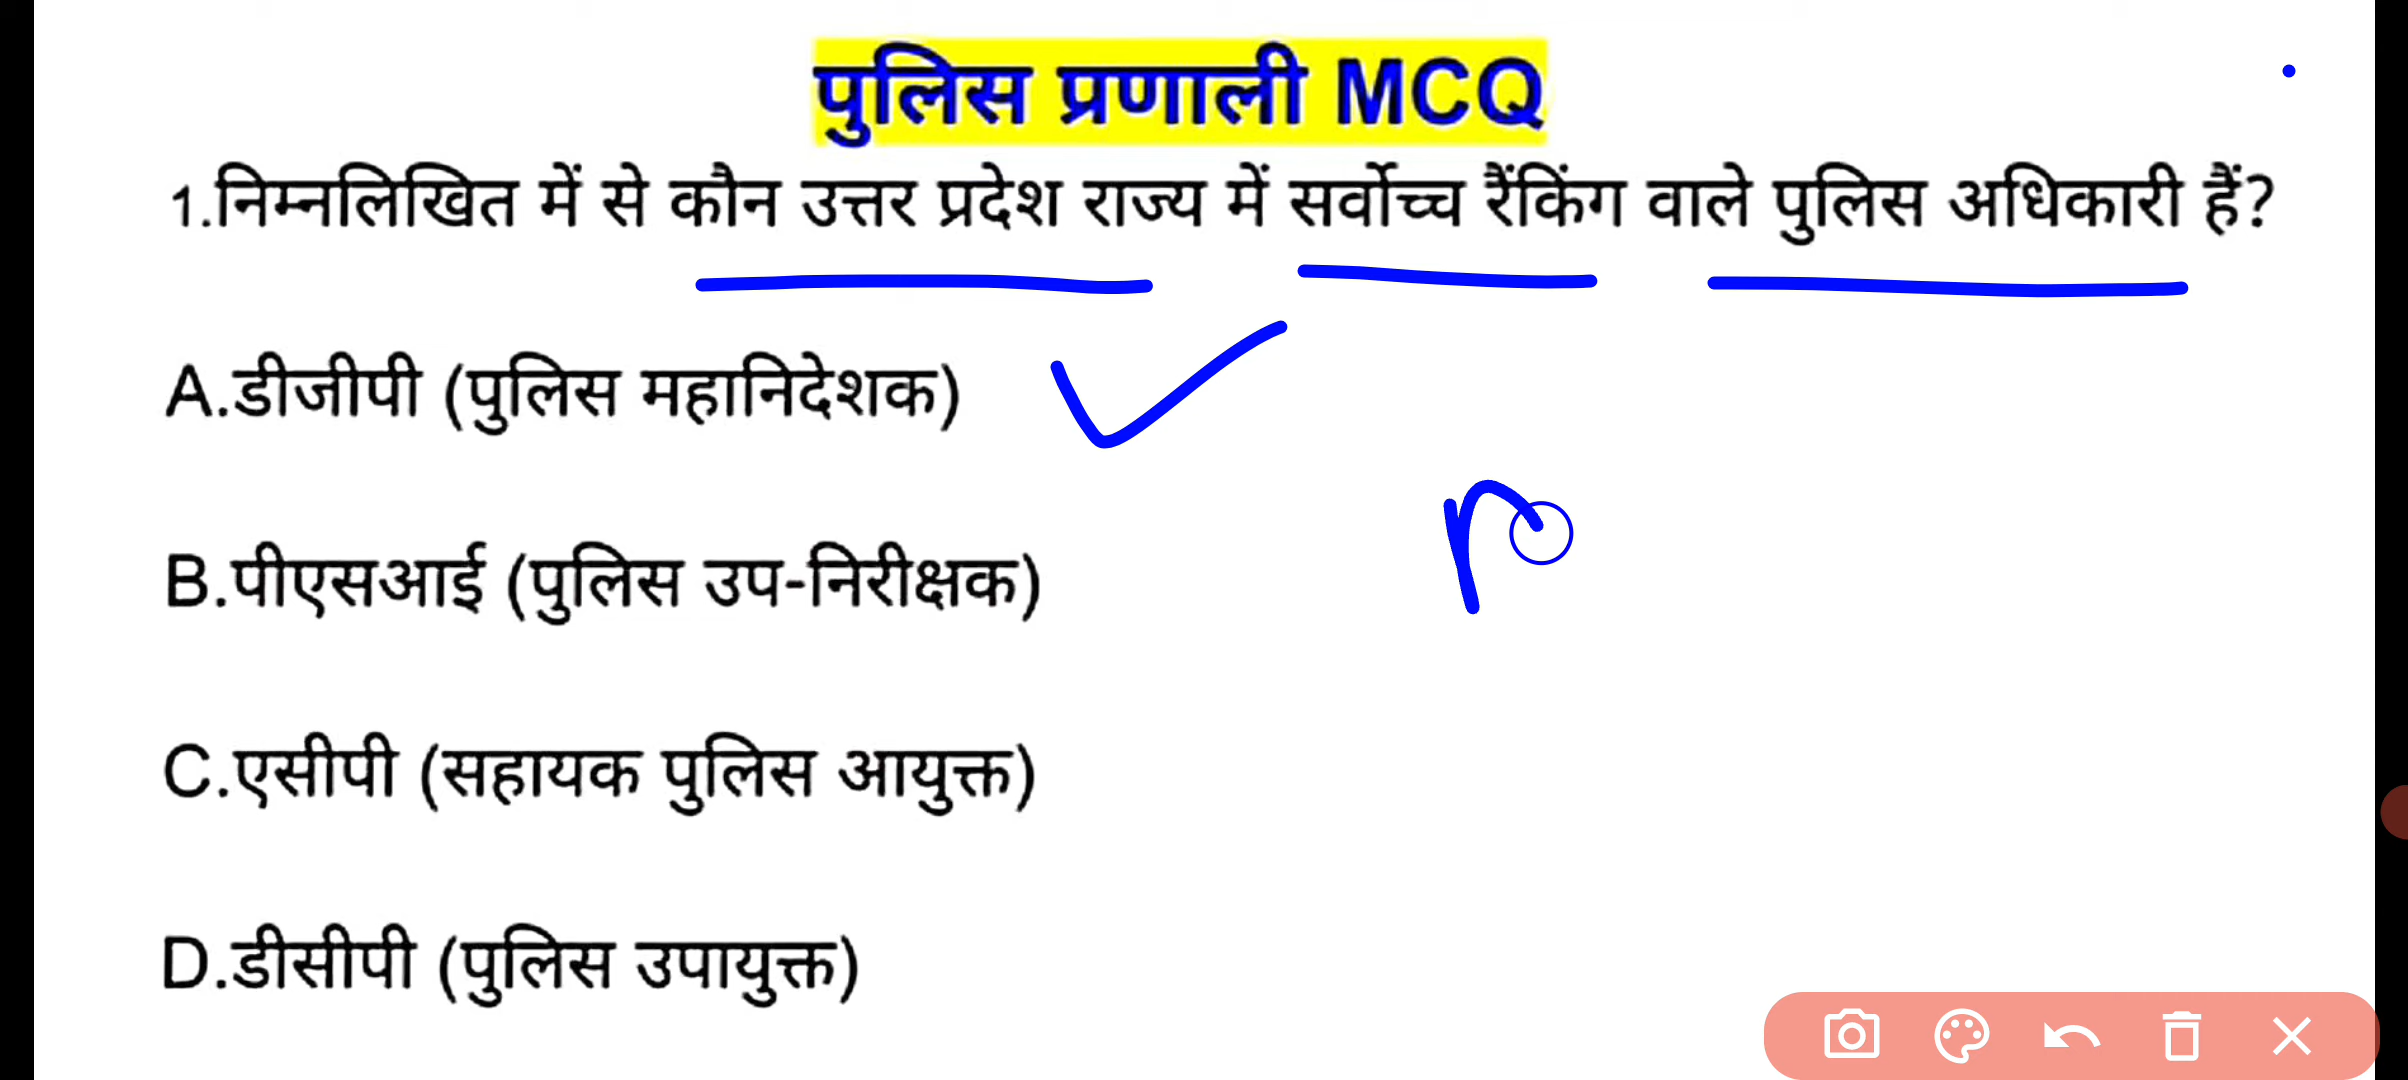 पुलिस प्रणाली MCQ
1.निम्नलिखित में से कौन उत्तर प्रदेश राज्य में सर्वोच्च रैंकिंग वाले पुलिस अधिकारी हैं?
A.डीजीपी (पुलिस महानिदेशक)
B.पीएसआई (पुलिस उप-निरीक्षक)
C.एसीपी (सहायक पुलिस आयुक्त)
D.डीसीपी (पुलिस उपायुक्त)